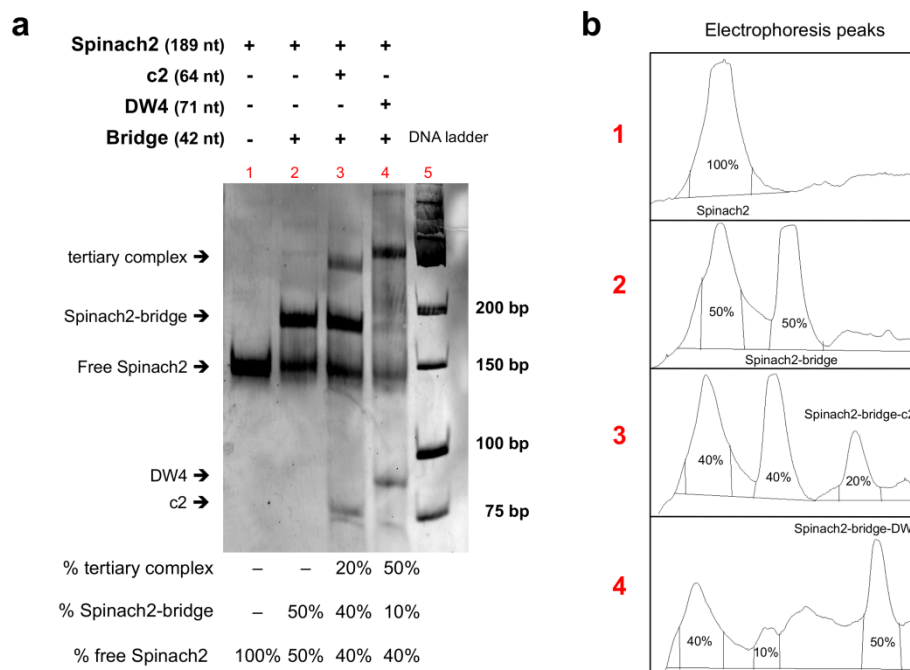 a
Spinach2 (189 nt) + + + +
c2 (64 nt) - - + -
DW4 (71 nt) - - - +
Bridge (42 nt) - + + + DNA ladder
1 2 3 4 5
tertiary complex →
Spinach2-bridge →
200 bp
Free Spinach2 →
150 bp
100 bp
DW4 →
c2 →
75 bp
% tertiary complex – – 20% 50%
% Spinach2-bridge – 50% 40% 10%
% free Spinach2 100% 50% 40% 40%
b
Electrophoresis peaks
1
100%
Spinach2
2
50% 50%
Spinach2-bridge
3
Spinach2-bridge-c2
40% 40% 20%
4
Spinach2-bridge-DW
40% 10% 50%